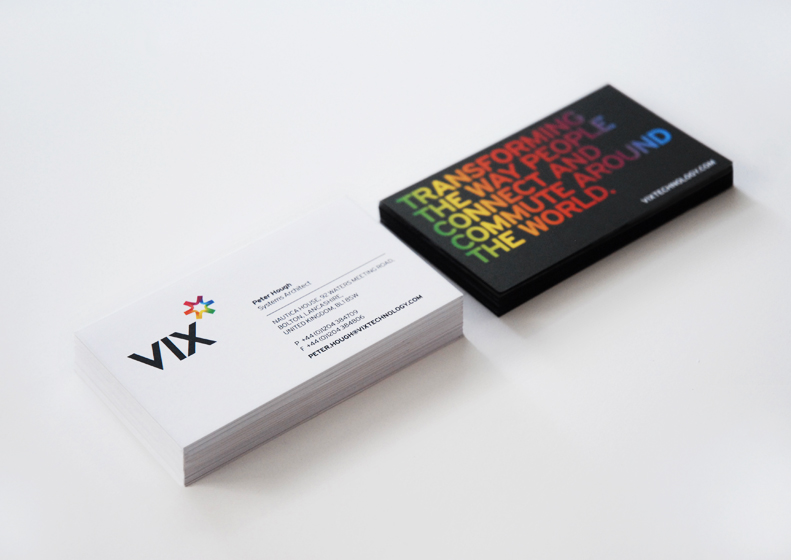 VIX
Peter Hough
Systems Architect
NAUTICA HOUSE, 92 WATERS MEETING ROAD,
BOLTON, LANCASHIRE,
UNITED KINGDOM, BL1 8SW
P +44 (0)1204 384709
F +44 (0)1204 384806
PETER.HOUGH@VIXTECHNOLOGY.COM
TRANSFORMING
THE WAY PEOPLE
CONNECT AND
COMMUTE AROUND
THE WORLD.
VIXTECHNOLOGY.COM